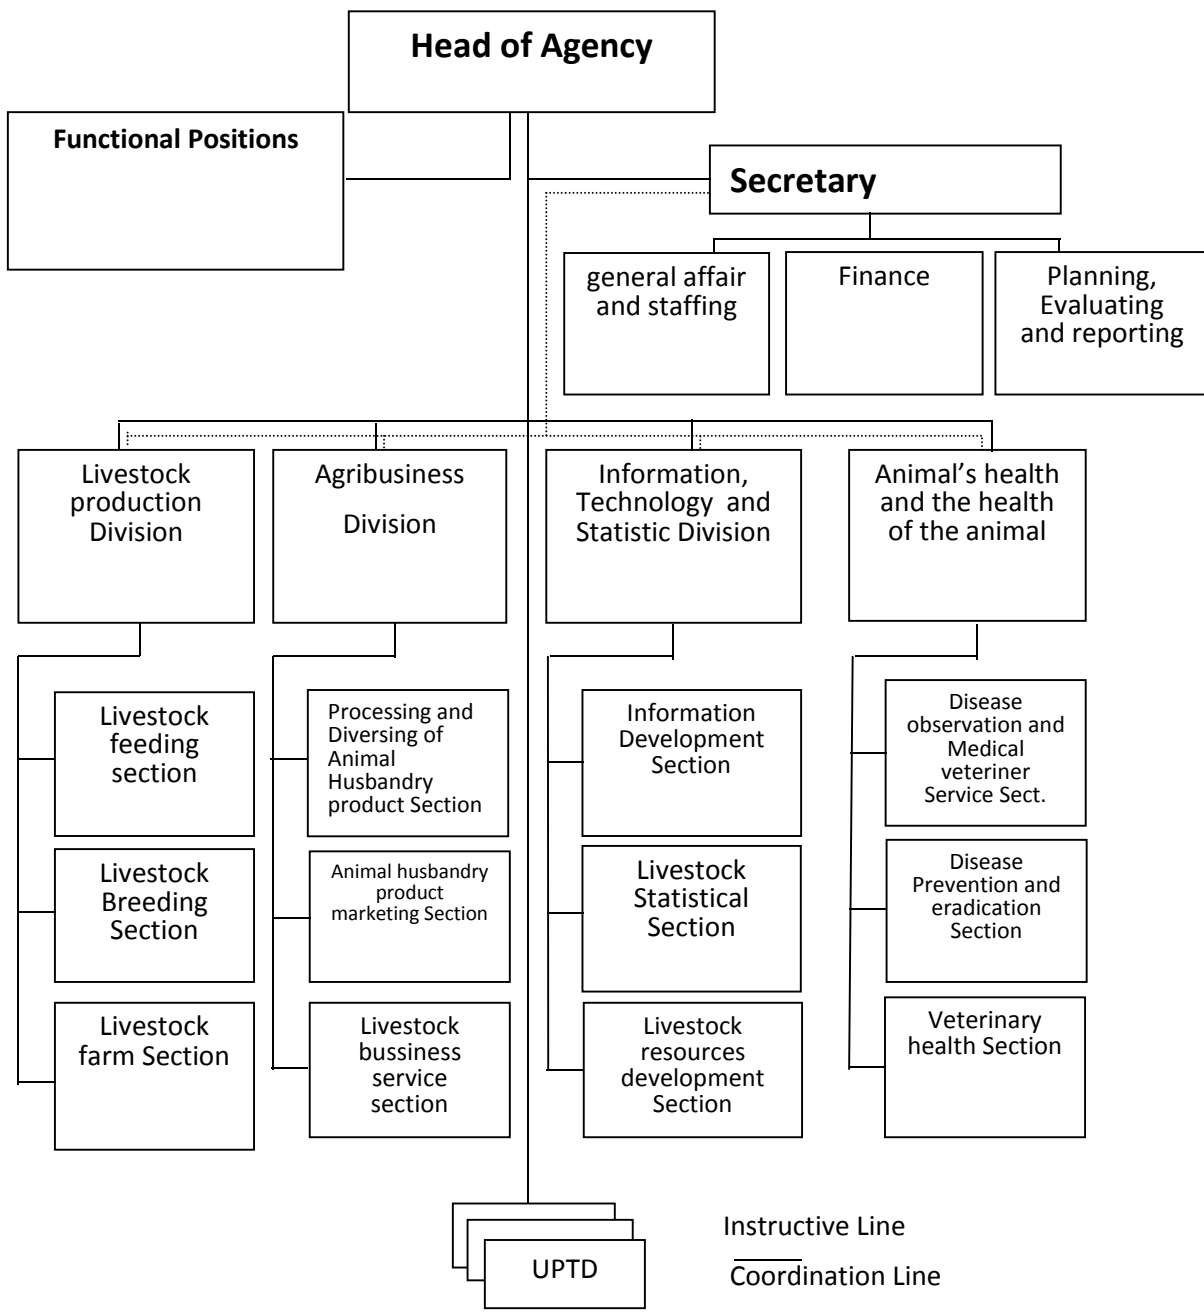 Head of Agency
Functional Positions
Secretary
general affair
and staffing
Finance
Planning,
Evaluating
and reporting
Livestock
production
Division
Agribusiness
Division
Information,
Technology and
Statistic Division
Animal’s health
and the health
of the animal
Livestock
feeding
section
Livestock
Breeding
Section
Livestock
farm Section
Processing and
Diversing of
Animal
Husbandry
product Section
Animal husbandry
product
marketing Section
Livestock
bussiness
service
section
Information
Development
Section
Livestock
Statistical
Section
Livestock
resources
development
Section
Disease
observation and
Medical
veteriner
Service Sect.
Disease
Prevention and
eradication
Section
Veterinary
health Section
UPTD
Instructive Line
Coordination Line